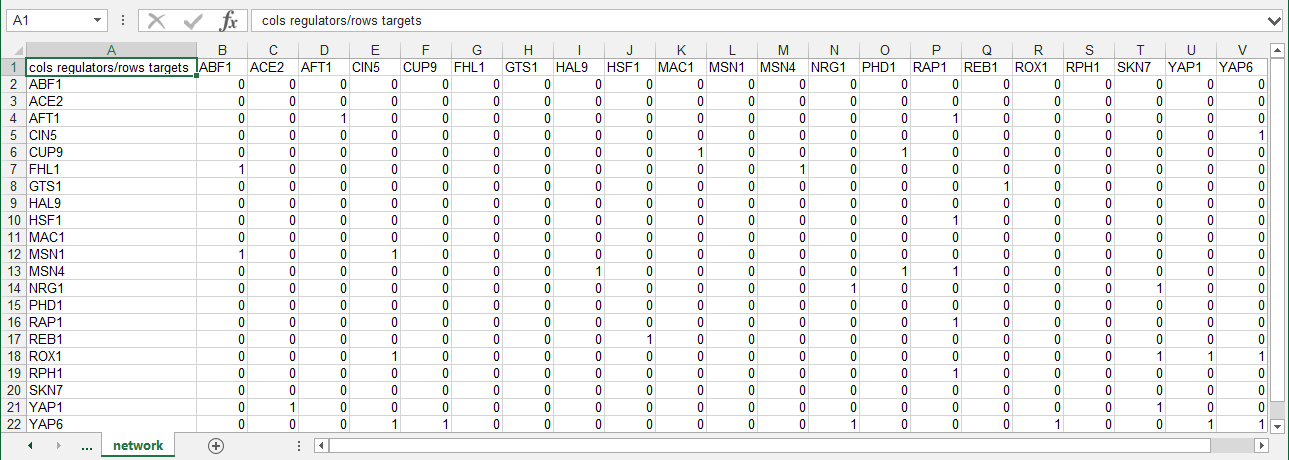 A1 fx cols regulators/rows targets
A B C D E F G H I J K L M N O P Q R S T U V
1 cols regulators/rows targets ABF1 ACE2 AFT1 CIN5 CUP9 FHL1 GTS1 HAL9 HSF1 MAC1 MSN1 MSN4 NRG1 PHD1 RAP1 REB1 ROX1 RPH1 SKN7 YAP1 YAP6
2 ABF1 0 0 0 0 0 0 0 0 0 0 0 0 0 0 0 0 0 0 0 0 0
3 ACE2 0 0 0 0 0 0 0 0 0 0 0 0 0 0 0 0 0 0 0 0 0
4 AFT1 0 0 1 0 0 0 0 0 0 0 0 0 0 0 1 0 0 0 0 0 0
5 CIN5 0 0 0 0 0 0 0 0 0 0 0 0 0 0 0 0 0 0 0 0 1
6 CUP9 0 0 0 0 0 0 0 0 0 1 0 0 0 1 0 0 0 0 0 0 0
7 FHL1 1 0 0 0 0 0 0 0 0 0 0 1 0 0 0 0 0 0 0 0 0
8 GTS1 0 0 0 0 0 0 0 0 0 0 0 0 0 0 0 1 0 0 0 0 0
9 HAL9 0 0 0 0 0 0 0 0 0 0 0 0 0 0 0 0 0 0 0 0 0
10 HSF1 0 0 0 0 0 0 0 0 0 0 0 0 0 0 1 0 0 0 0 0 0
11 MAC1 0 0 0 0 0 0 0 0 0 0 0 0 0 0 0 0 0 0 0 0 0
12 MSN1 1 0 0 1 0 0 0 0 0 0 0 0 0 0 0 0 0 0 0 0 0
13 MSN4 0 0 0 0 0 0 0 1 0 0 0 0 0 1 1 0 0 0 0 0 0
14 NRG1 0 0 0 0 0 0 0 0 0 0 0 0 1 0 0 0 0 0 1 0 0
15 PHD1 0 0 0 0 0 0 0 0 0 0 0 0 0 0 0 0 0 0 0 0 0
16 RAP1 0 0 0 0 0 0 0 0 0 0 0 0 0 0 1 0 0 0 0 0 0
17 REB1 0 0 0 0 0 0 0 0 1 0 0 0 0 0 0 0 0 0 0 0 0
18 ROX1 0 0 0 1 0 0 0 0 0 0 0 0 0 0 0 0 0 0 1 1 1
19 RPH1 0 0 0 0 0 0 0 0 0 0 0 0 0 0 1 0 0 0 0 0 0
20 SKN7 0 0 0 0 0 0 0 0 0 0 0 0 0 0 0 0 0 0 0 0 0
21 YAP1 0 1 0 0 0 0 0 0 0 0 0 0 0 0 0 0 0 0 1 0 0
22 YAP6 0 0 0 1 1 0 0 0 0 0 0 0 1 0 0 0 1 0 0 1 1
... network